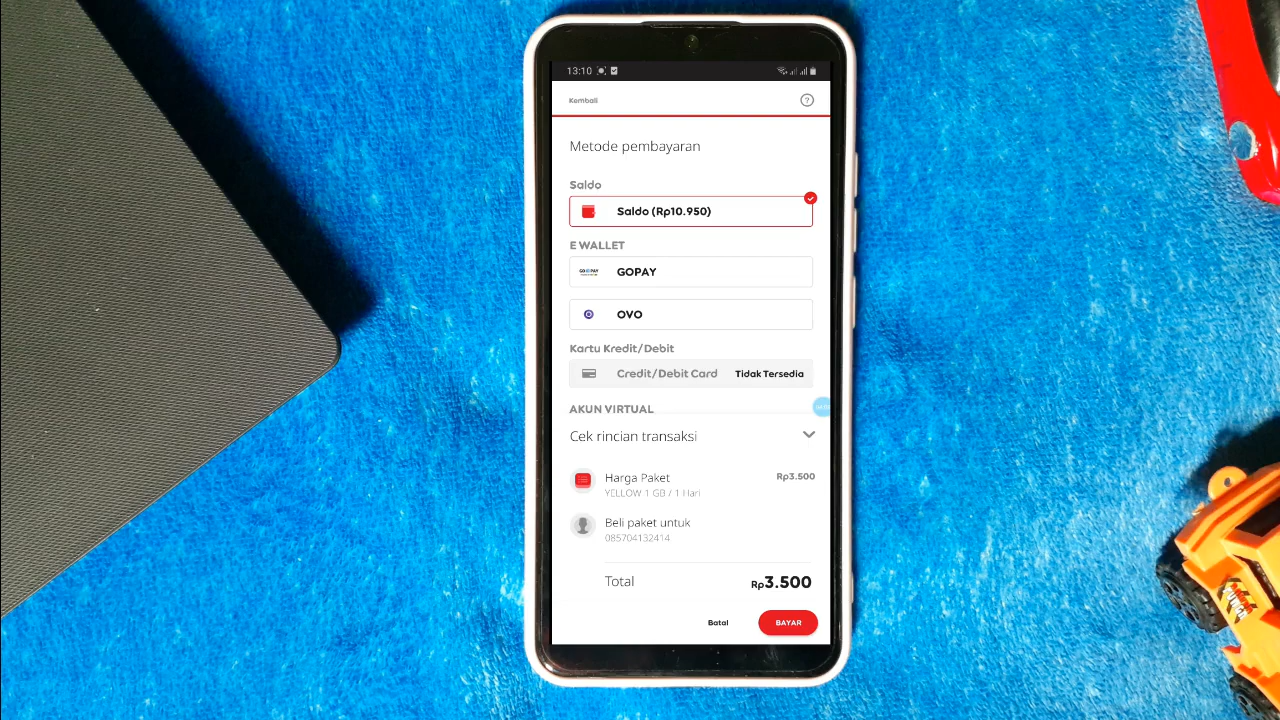 13:10
Kembali
?
Metode pembayaran
Saldo
Saldo (Rp10.950)
E WALLET
GOPAY
OVO
Kartu Kredit/Debit
Credit/Debit Card Tidak Tersedia
AKUN VIRTUAL
Cek rincian transaksi
Harga Paket Rp3.500
YELLOW 1 GB / 1 Hari
Beli paket untuk
085704132414
Total Rp3.500
Batal BAYAR